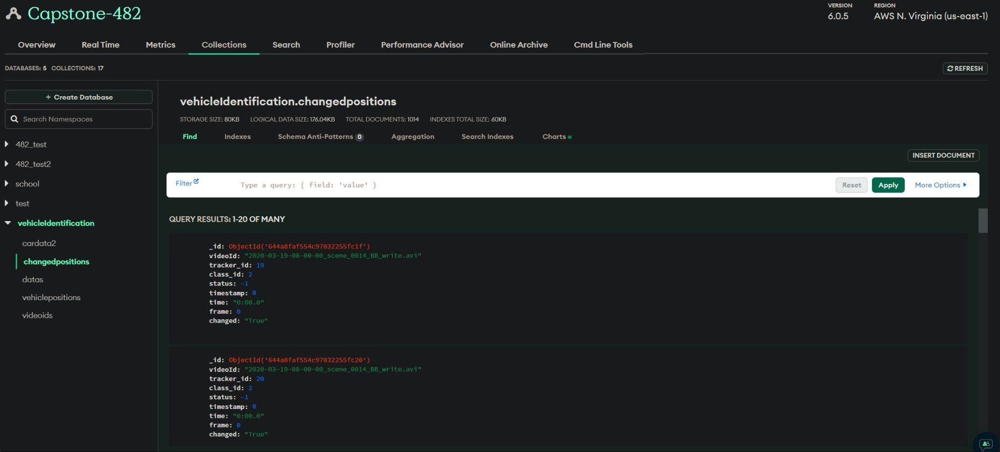 Capstone-482
VERSION
6.0.5
REGION
AWS N. Virginia (us-east-1)
Overview
Real Time
Metrics
Collections
Search
Profiler
Performance Advisor
Online Archive
Cmd Line Tools
DATABASES: 5 COLLECTIONS: 17
REFRESH
+ Create Database
Search Namespaces
482_test
482_test2
school
test
vehicleIdentification
cardata2
changedpositions
datas
vehiclepositions
videoids
vehicleIdentification.changedpositions
STORAGE SIZE: 80KB LOGICAL DATA SIZE: 176.04KB TOTAL DOCUMENTS: 1014 INDEXES TOTAL SIZE: 60KB
Find
Indexes
Schema Anti-Patterns 0
Aggregation
Search Indexes
Charts
INSERT DOCUMENT
Filter
Type a query: { field: 'value' }
Reset
Apply
More Options
QUERY RESULTS: 1-20 OF MANY
_id: ObjectId('644a8faf554c97032255fc1f')
videoId: "2020-03-19-08-00-00_scene_0014_BB_write.avi"
tracker_id: 19
class_id: 2
status: -1
timestamp: 0
time: "0:00.0"
frame: 0
changed: "True"
_id: ObjectId('644a8faf554c97032255fc20')
videoId: "2020-03-19-08-00-00_scene_0014_BB_write.avi"
tracker_id: 20
class_id: 2
status: -1
timestamp: 0
time: "0:00.0"
frame: 0
changed: "True"